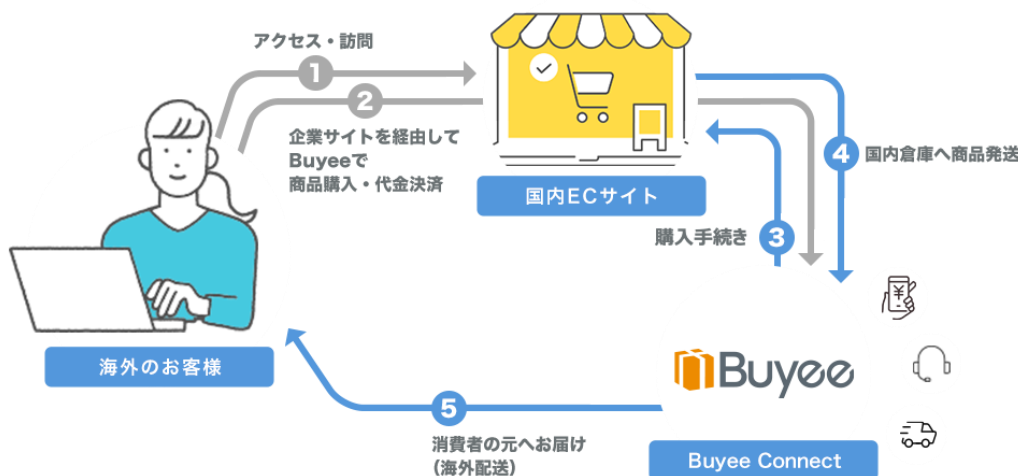 アクセス・訪問
1
2
企業サイトを経由して
Buyeeで
商品購入・代金決済
国内ECサイト
4
国内倉庫へ商品発送
購入手続き
3
¥
海外のお客様
Buyee
5
消費者の元へお届け
(海外配送)
Buyee Connect